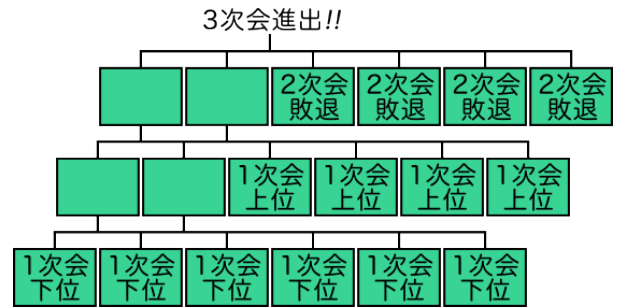 3次会進出!!
2次会
敗退
2次会
敗退
2次会
敗退
2次会
敗退
1次会
上位
1次会
上位
1次会
上位
1次会
上位
1次会
下位
1次会
下位
1次会
下位
1次会
下位
1次会
下位
1次会
下位